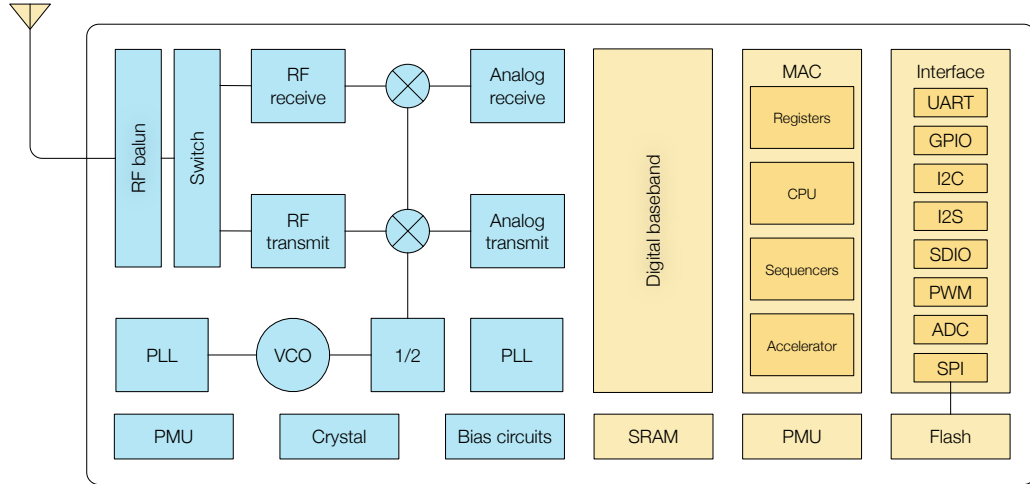 RF balun
Switch
RF
receive
Analog
receive
RF
transmit
Analog
transmit
PLL
VCO
1/2
PLL
PMU
Crystal
Bias circuits
Digital baseband
SRAM
MAC
Registers
CPU
Sequencers
Accelerator
PMU
Interface
UART
GPIO
I2C
I2S
SDIO
PWM
ADC
SPI
Flash